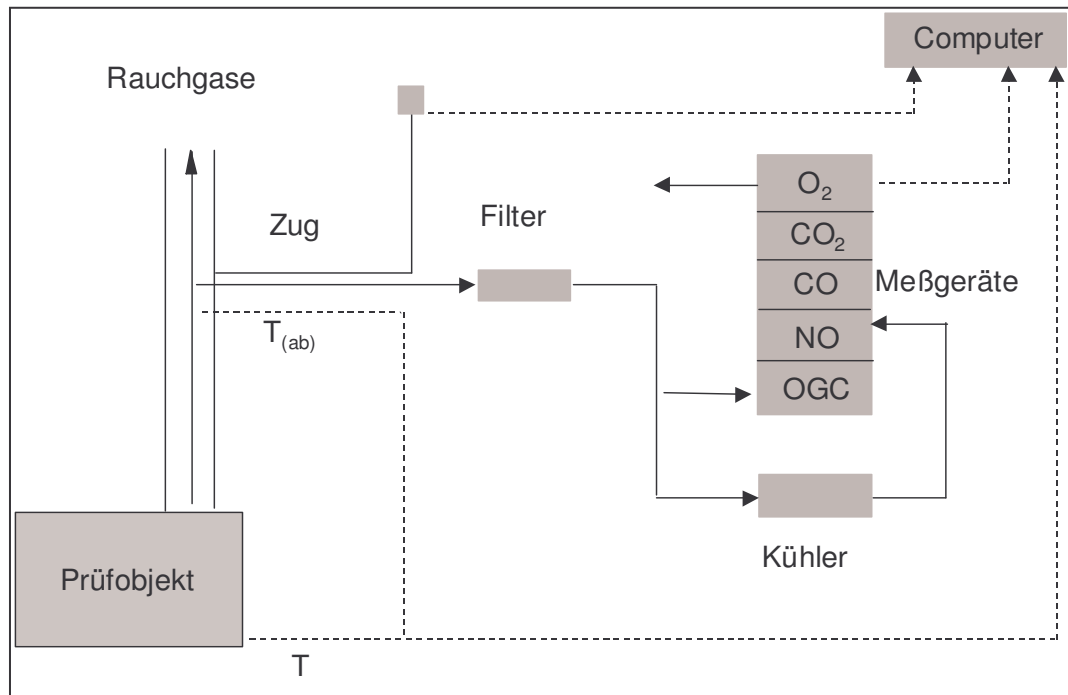 Computer
Rauchgase
O₂
Zug
Filter
CO₂
CO
Meßgeräte
T(ab)
NO
OGC
Kühler
Prüfobjekt
T